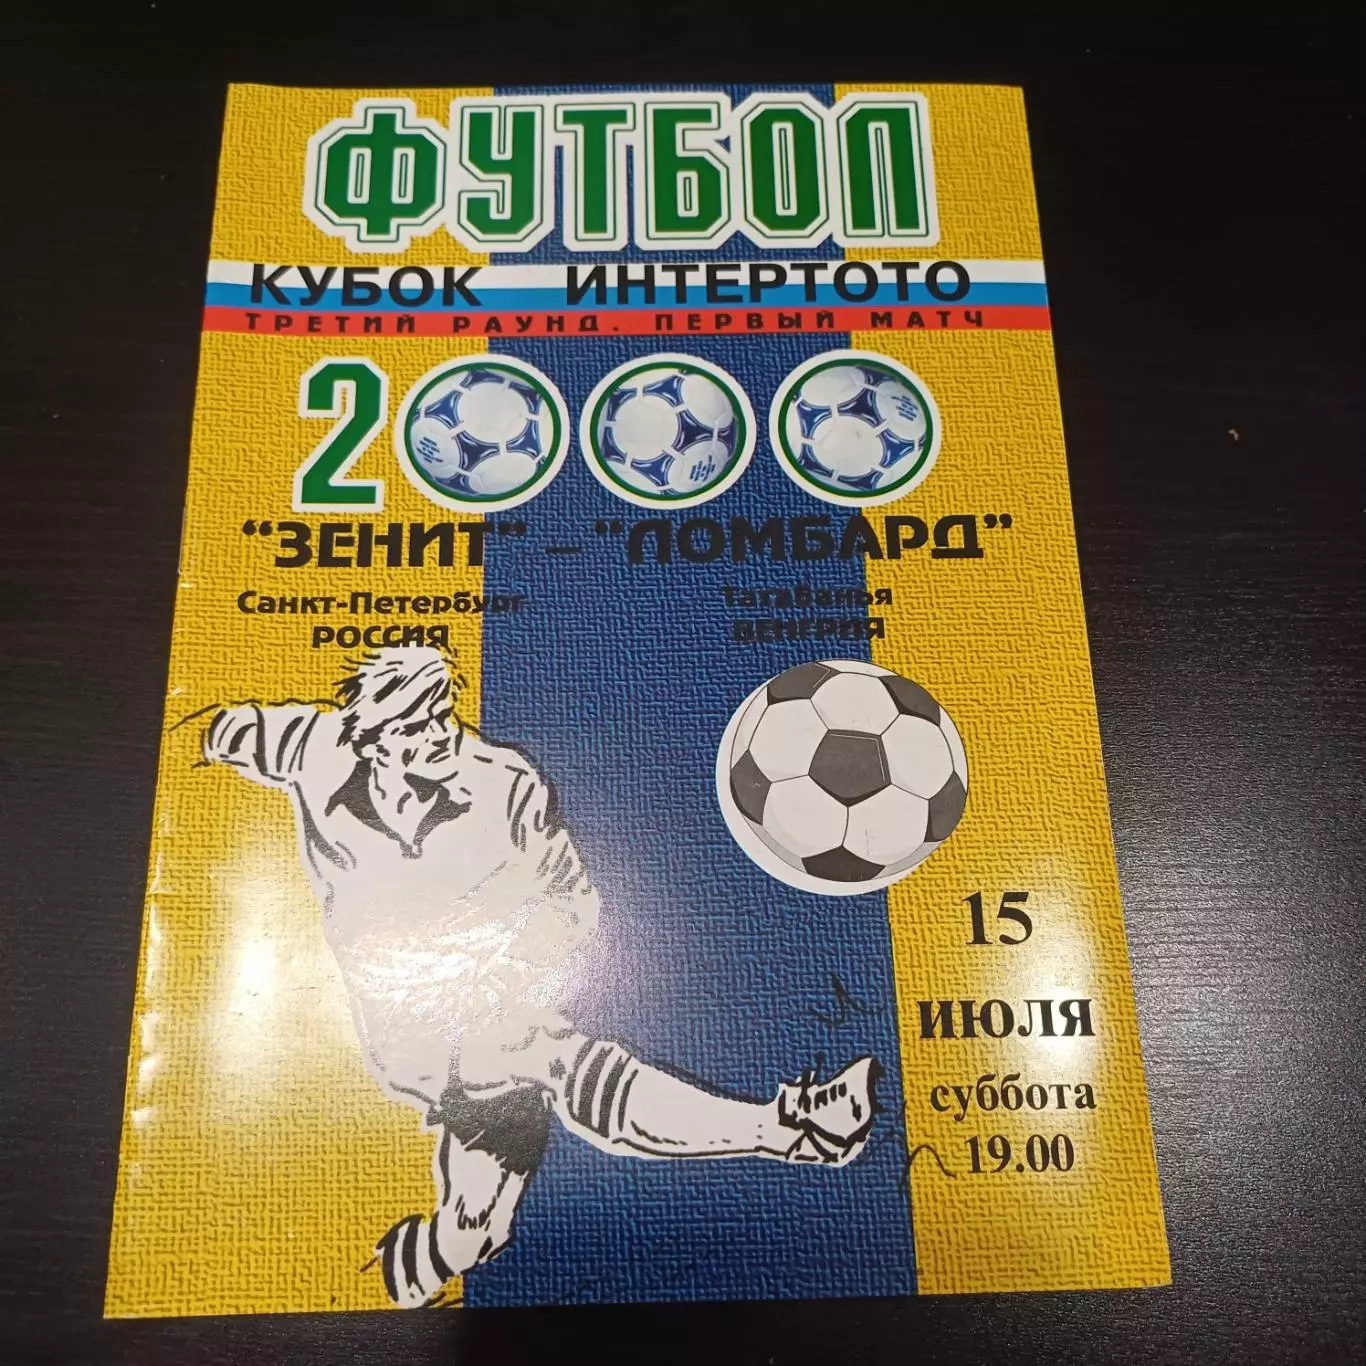 ФУТБОЛ
КУБОК ИНТЕРТОТО
ТРЕТИЙ РАУНД. ПЕРВЫЙ МАТЧ
2000
"ЗЕНИТ" – "ЛОМБАРД"
Санкт-Петербург Татабанья
РОССИЯ ВЕНГРИЯ
15
ИЮЛЯ
суббота
19.00